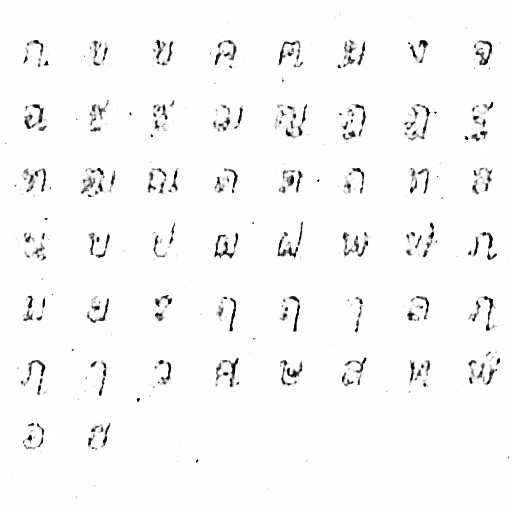 ก ข ฃ ค ฅ ฆ ง จ
ฉ ช ซ ฌ ญ ฎ ฏ ฐ
ฑ ฒ ณ ด ต ถ ท ธ
น บ ป ผ ฝ พ ฟ ภ
ม ย ร ฤ ฤ ๅ ล ฦ
ฦ ๅ ว ศ ษ ส ห ฬ
อ ฮ